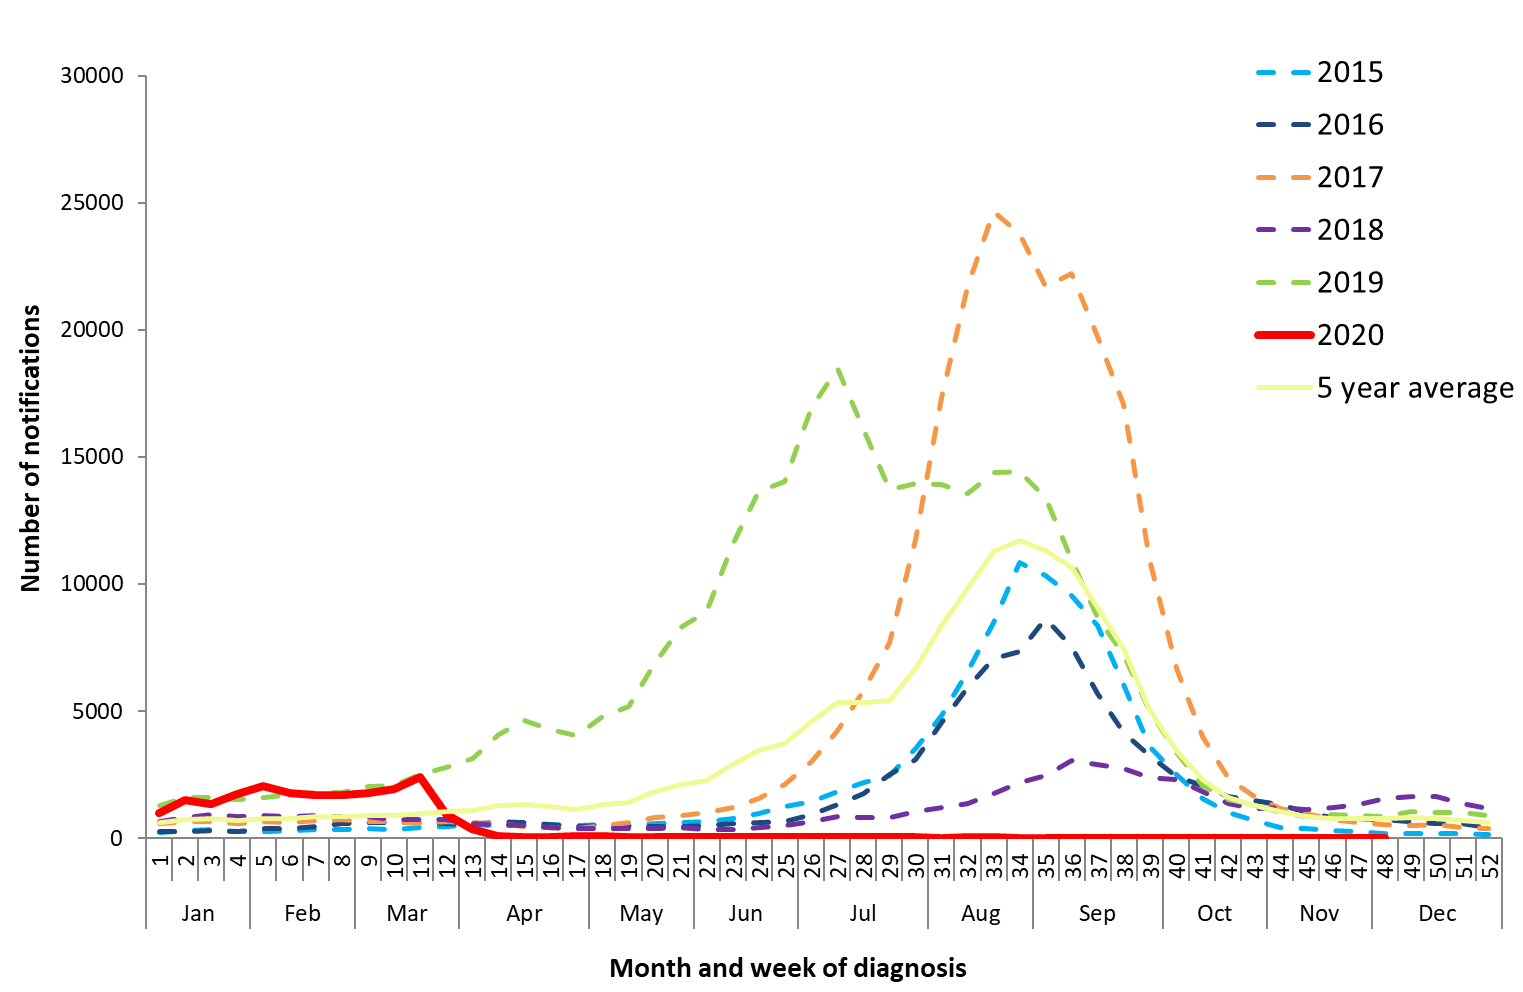 30000
25000
20000
15000
10000
5000
0
Number of notifications
2015
2016
2017
2018
2019
2020
5 year average
1 2 3 4 5 6 7 8 9 10 11 12 13 14 15 16 17 18 19 20 21 22 23 24 25 26 27 28 29 30 31 32 33 34 35 36 37 38 39 40 41 42 43 44 45 46 47 48 49 50 51 52
Jan Feb Mar Apr May Jun Jul Aug Sep Oct Nov Dec
Month and week of diagnosis